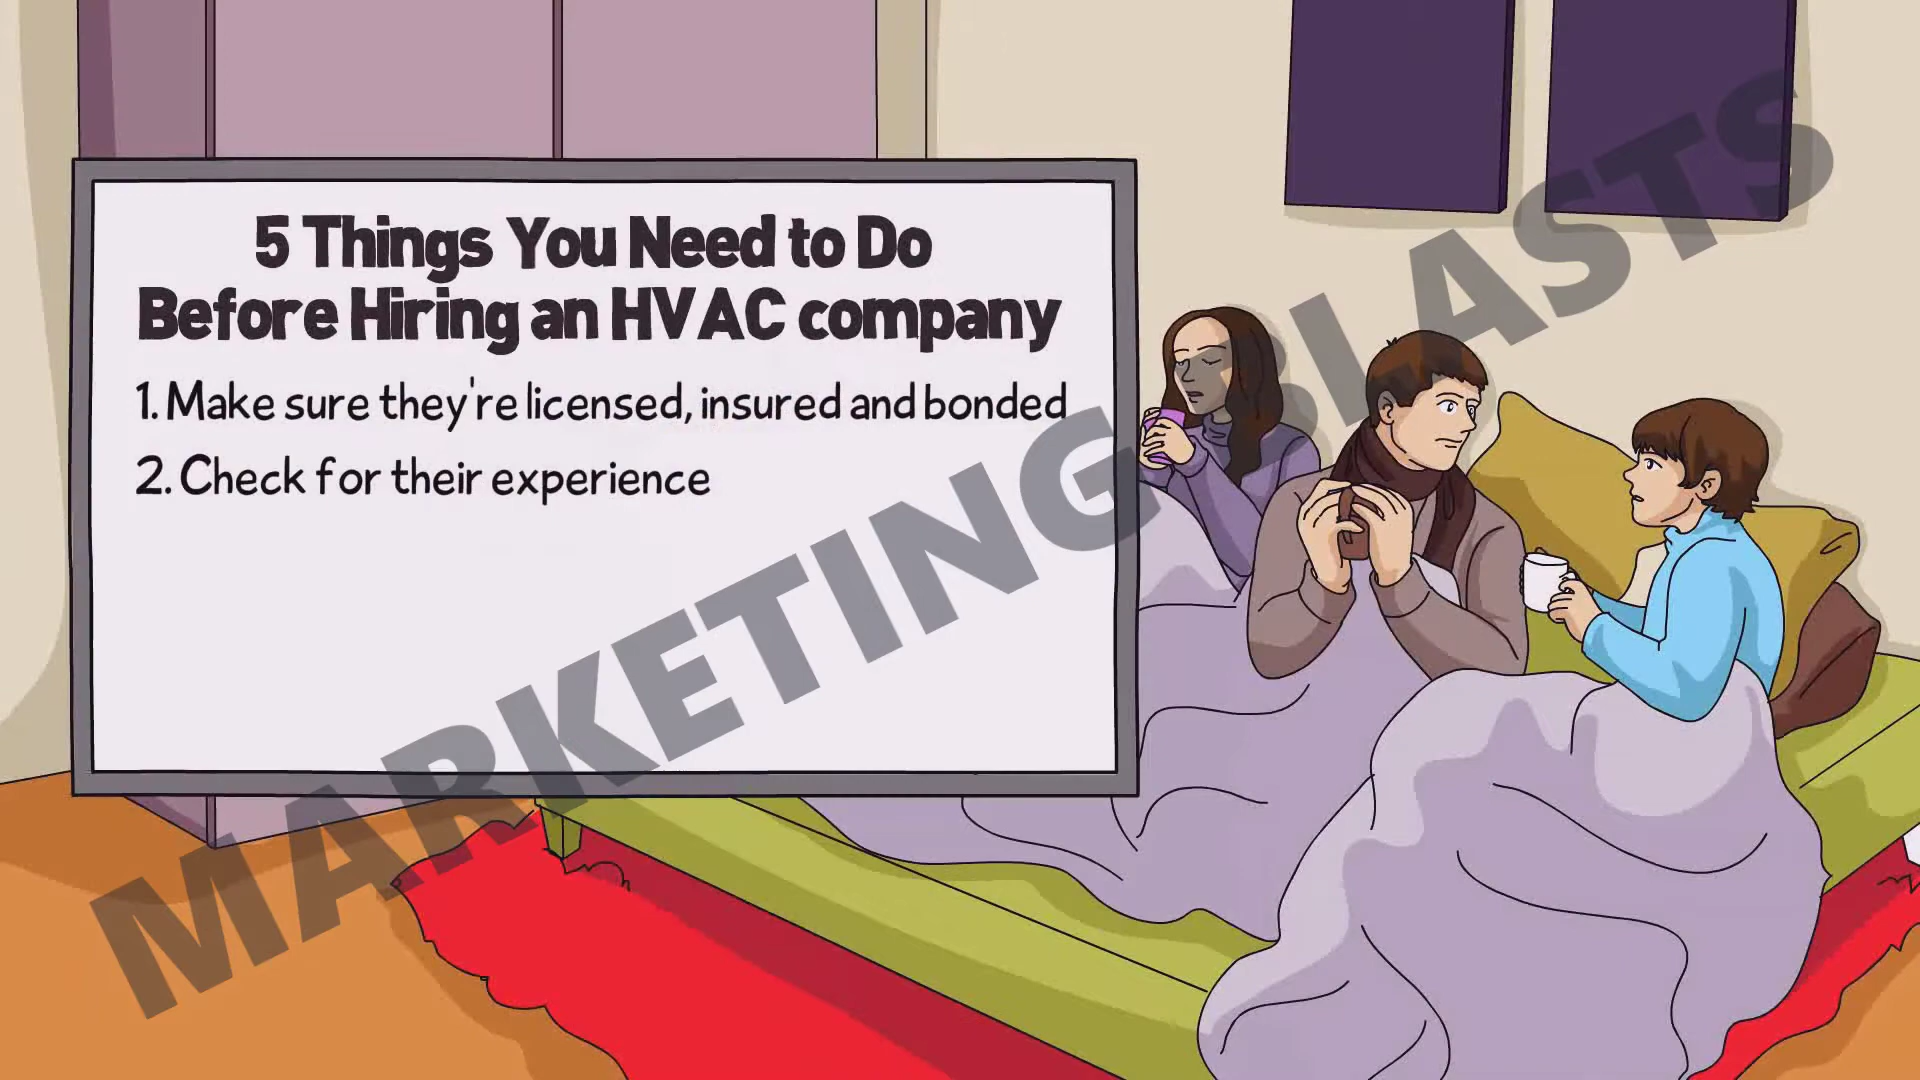 5 Things You Need to Do
Before Hiring an HVAC company
1. Make sure they're licensed, insured and bonded
2. Check for their experience
MARKETING BLASTS